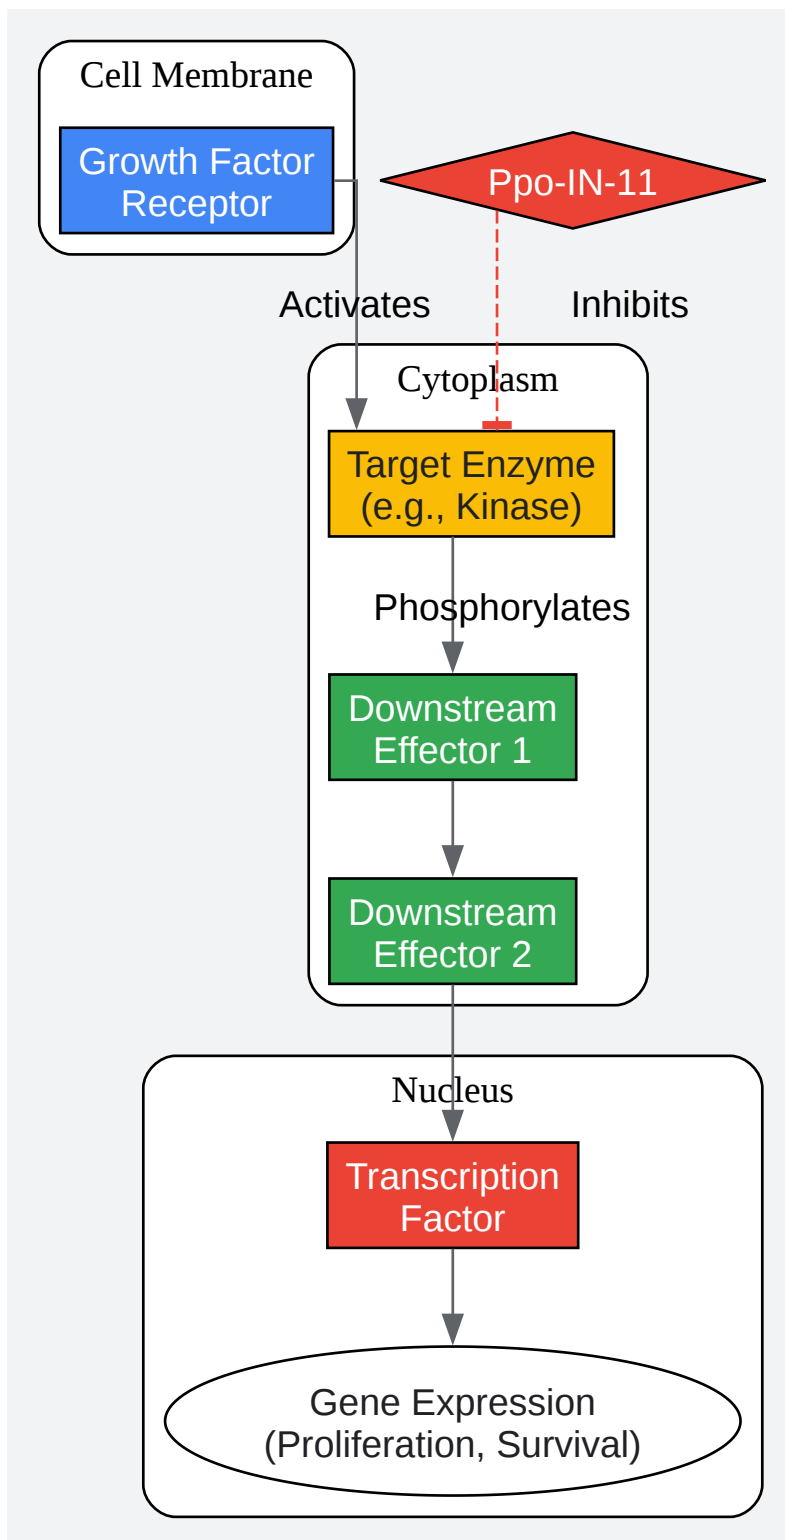 Cell Membrane
Growth Factor
Receptor
Ppo-IN-11
Activates
Inhibits
Cytoplasm
Target Enzyme
(e.g., Kinase)
Phosphorylates
Downstream
Effector 1
Downstream
Effector 2
Nucleus
Transcription
Factor
Gene Expression
(Proliferation, Survival)